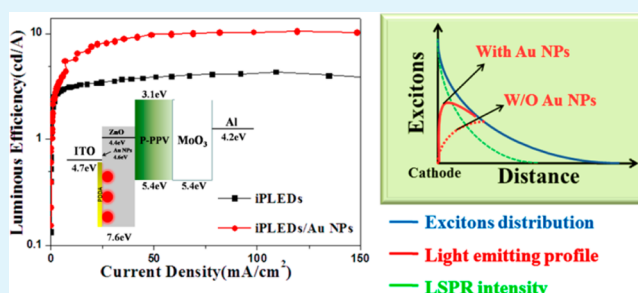 Luminous Efficiency(cd/A)
10
1
0.1
0
50
100
150
Current Density(mA/cm²)
3.1eV
ZnO
4.4eV
Au NPs
4.6eV
ITO
4.7eV
P-PPV
MoO₃
Al
4.2eV
5.4eV
5.4eV
7.6eV
iPLEDs
iPLEDs/Au NPs
Excitons
With Au NPs
W/O Au NPs
Cathode
Distance
Excitons distribution
Light emitting profile
LSPR intensity